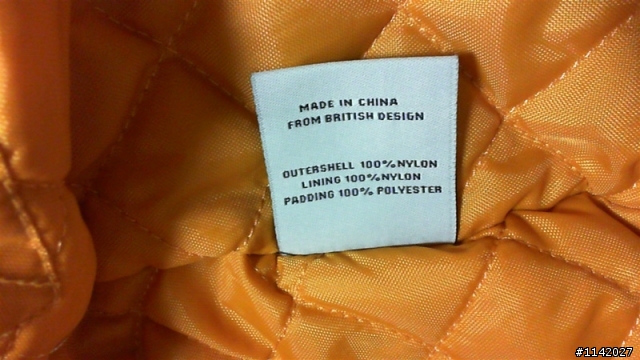 MADE IN CHINA
FROM BRITISH DESIGN
OUTERSHELL 100%NYLON
LINING 100%NYLON
PADDING 100% POLYESTER
#1142027